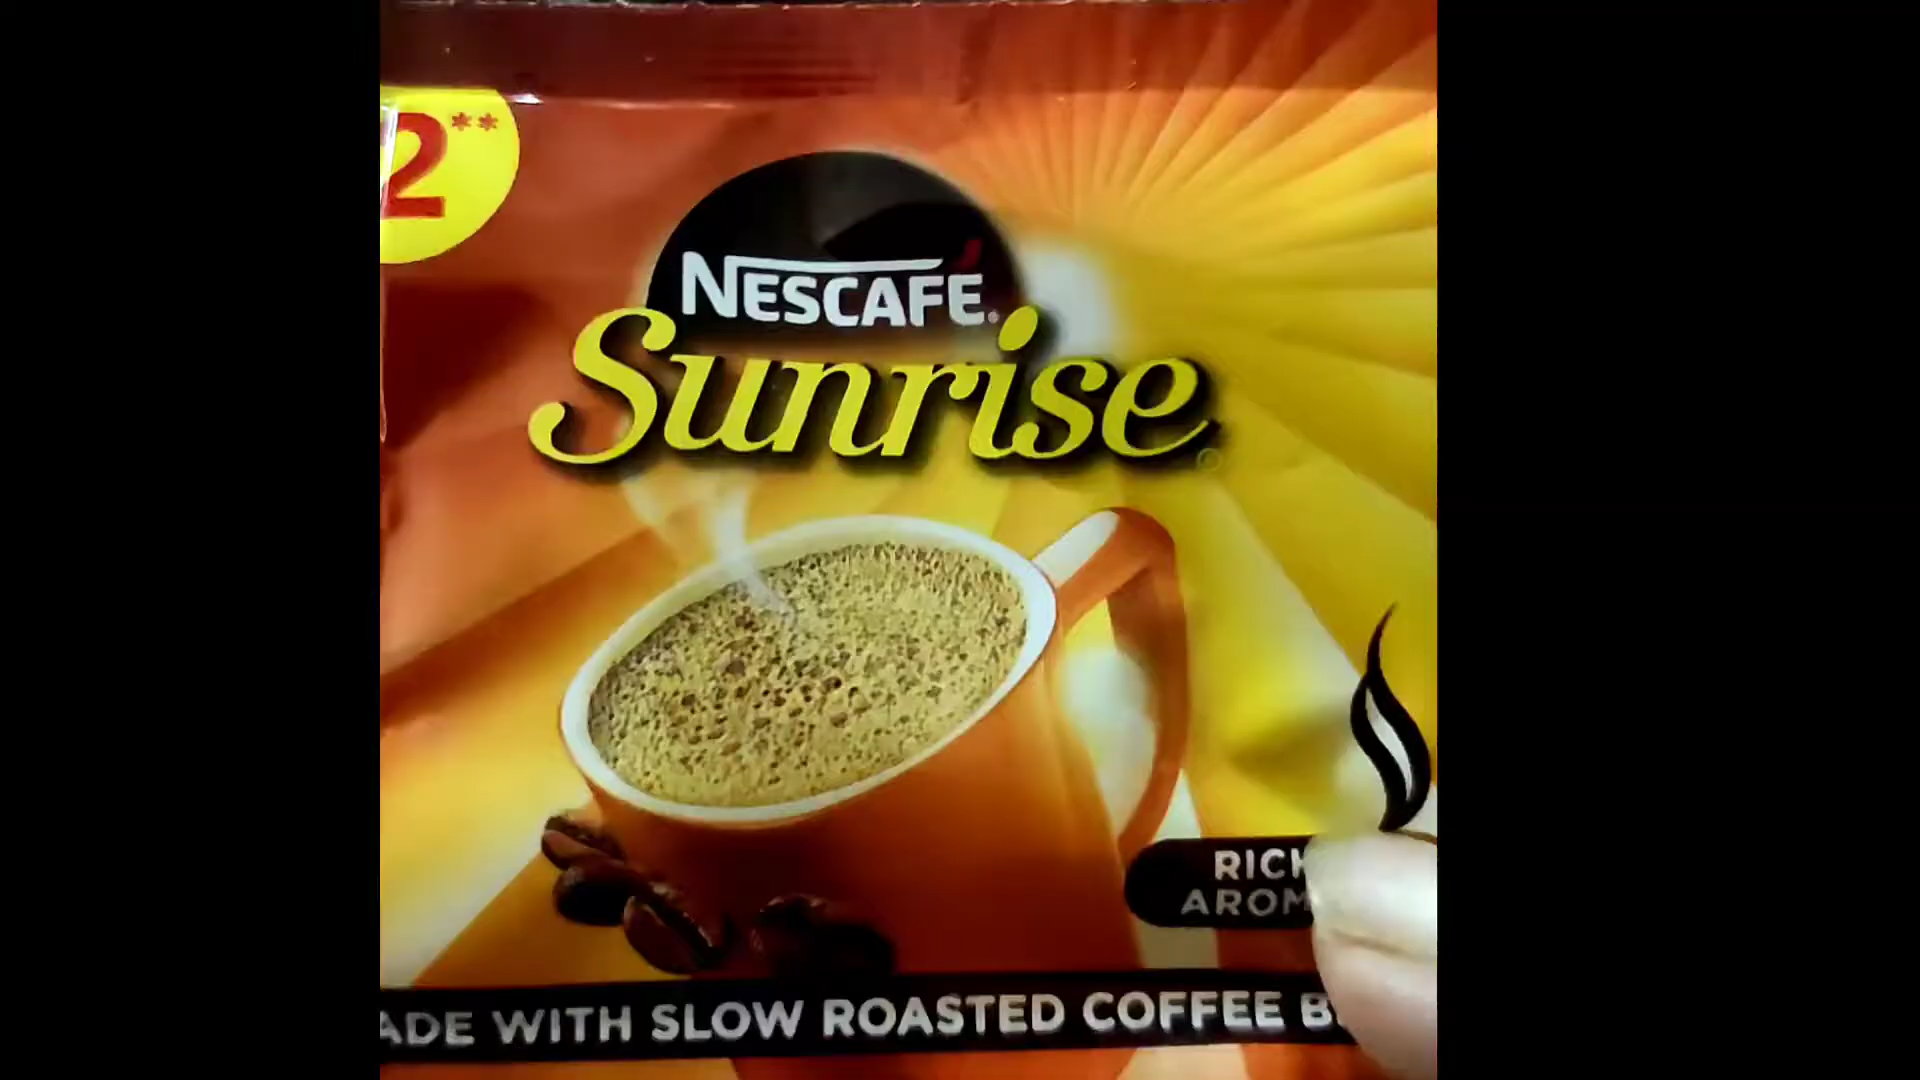 2**
NESCAFÉ®
Sunrise®
RICH
AROM
ADE WITH SLOW ROASTED COFFEE B